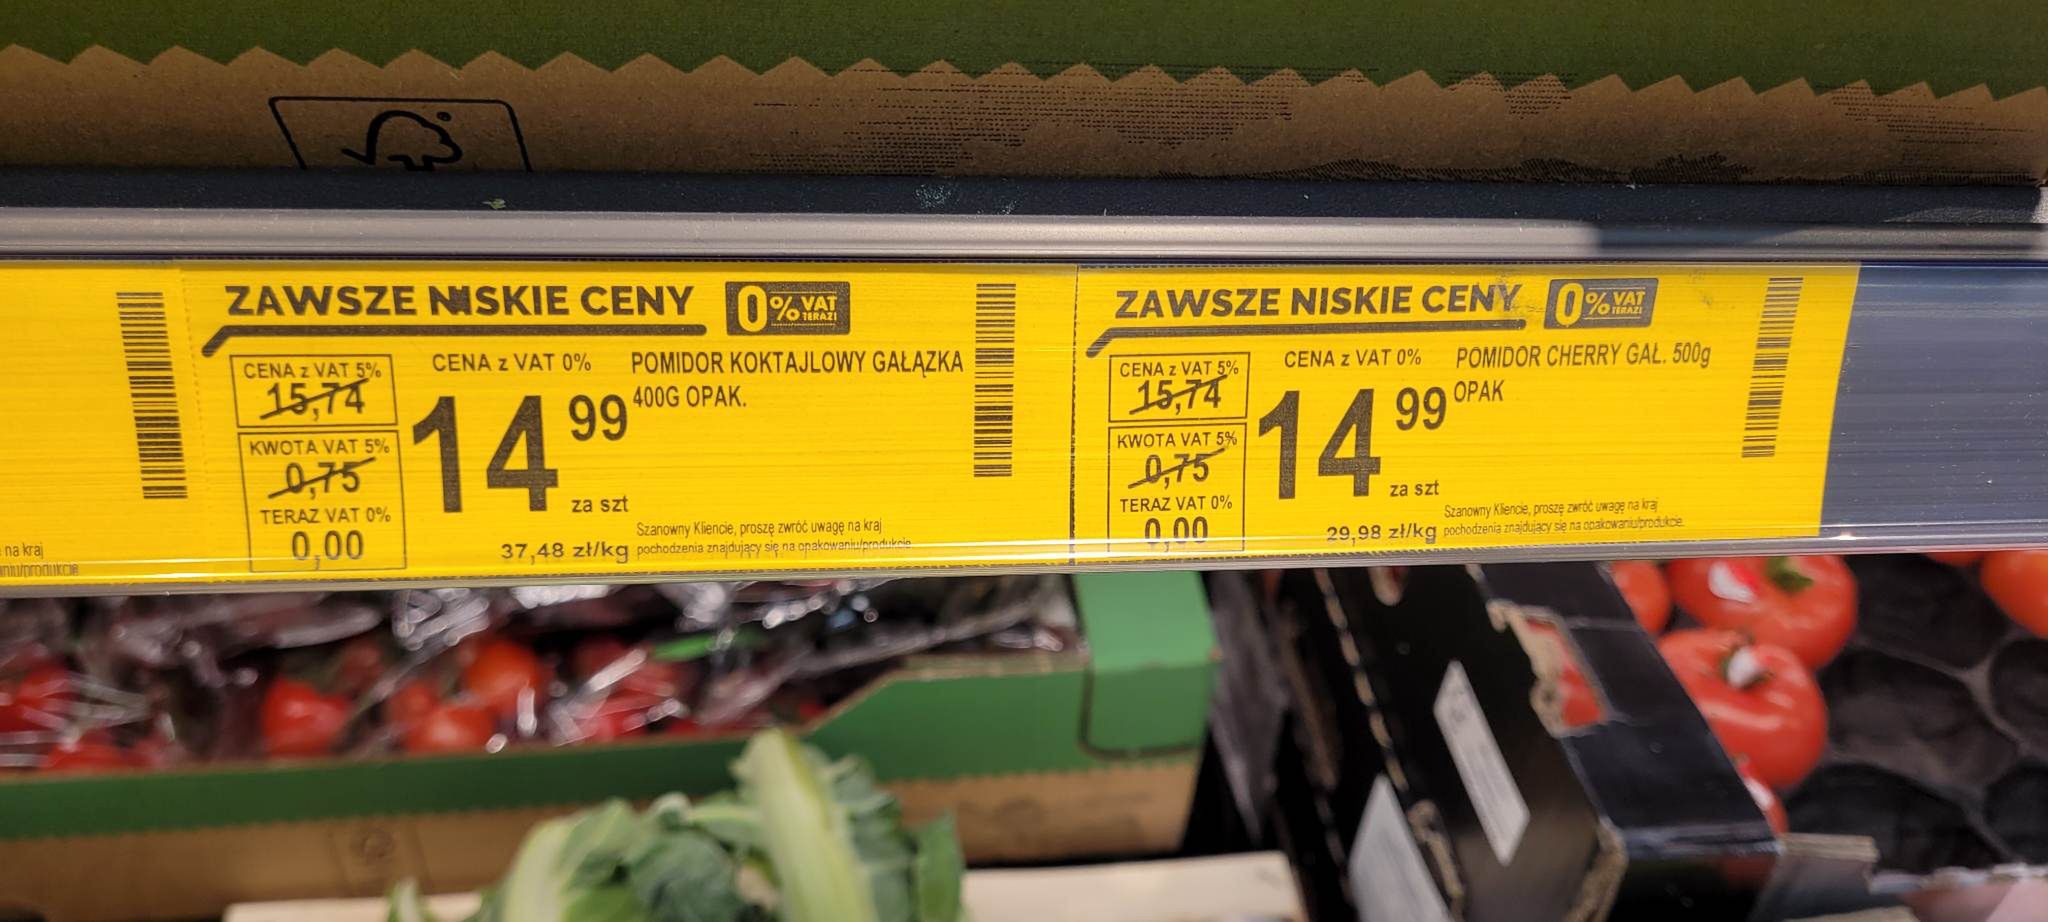 na kraj
ZAWSZE NISKIE CENY
0% VAT
TERAZ!
CENA z VAT 5%
15,74
KWOTA VAT 5%
0,75
TERAZ VAT 0%
0,00
CENA z VAT 0%
14 99
za szt
37,48 zł/kg
POMIDOR KOKTAJLOWY GAŁĄZKA
400G OPAK.
Szanowny Kliencie, proszę zwróć uwagę na kraj
pochodzenia znajdujący się na opakowaniu/produkcie.
ZAWSZE NISKIE CENY
0% VAT
TERAZ!
CENA z VAT 5%
15,74
KWOTA VAT 5%
0,75
TERAZ VAT 0%
0,00
CENA z VAT 0%
14 99
za szt
29,98 zł/kg
POMIDOR CHERRY GAŁ. 500g
OPAK
Szanowny Kliencie, proszę zwróć uwagę na kraj
pochodzenia znajdujący się na opakowaniu/produkcie.